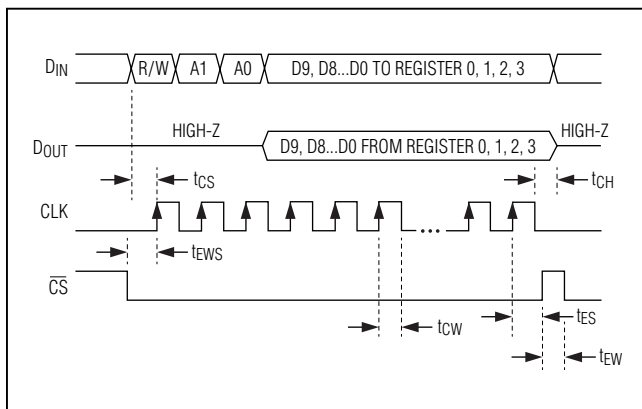 DIN
R/W
A1
A0
D9, D8...D0 TO REGISTER 0, 1, 2, 3
HIGH-Z
HIGH-Z
DOUT
D9, D8...D0 FROM REGISTER 0, 1, 2, 3
tCS
tCH
CLK
...
tEWS
CS
tCW
tES
tEW